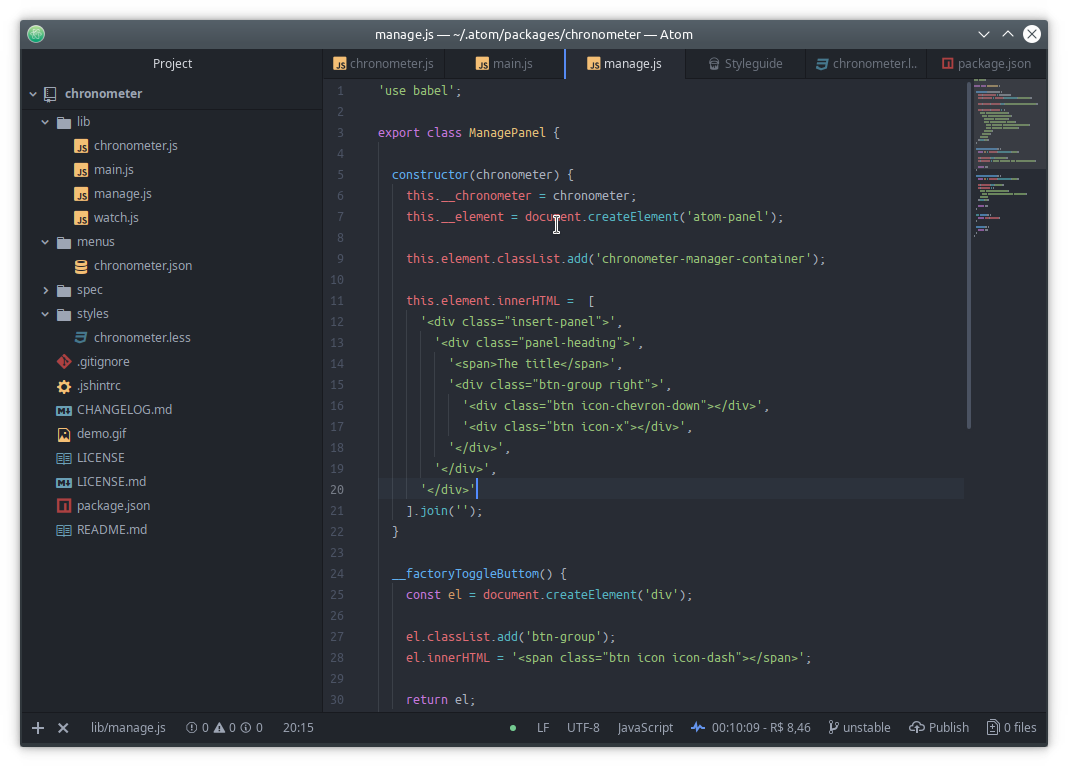 manage.js — ~/.atom/packages/chronometer — Atom
Project
chronometer.js main.js manage.js Styleguide chronometer.l.. package.json
chronometer
lib
chronometer.js
main.js
manage.js
watch.js
menus
chronometer.json
spec
styles
chronometer.less
.gitignore
.jshintrc
CHANGELOG.md
demo.gif
LICENSE
LICENSE.md
package.json
README.md
1 'use babel';
2
3 export class ManagePanel {
4
5 constructor(chronometer) {
6 this.__chronometer = chronometer;
7 this.__element = document.createElement('atom-panel');
8
9 this.element.classList.add('chronometer-manager-container');
10
11 this.element.innerHTML =  [
12 '<div class="insert-panel">',
13 '<div class="panel-heading">',
14 '<span>The title</span>',
15 '<div class="btn-group right">',
16 '<div class="btn icon-chevron-down"></div>',
17 '<div class="btn icon-x"></div>',
18 '</div>',
19 '</div>',
20 '</div>'
21 ].join('');
22 }
23
24 __factoryToggleButtom() {
25 const el = document.createElement('div');
26
27 el.classList.add('btn-group');
28 el.innerHTML = '<span class="btn icon icon-dash"></span>';
29
30 return el;
lib/manage.js 0 0 0 20:15 LF UTF-8 JavaScript 00:10:09 - R$ 8,46 unstable Publish 0 files